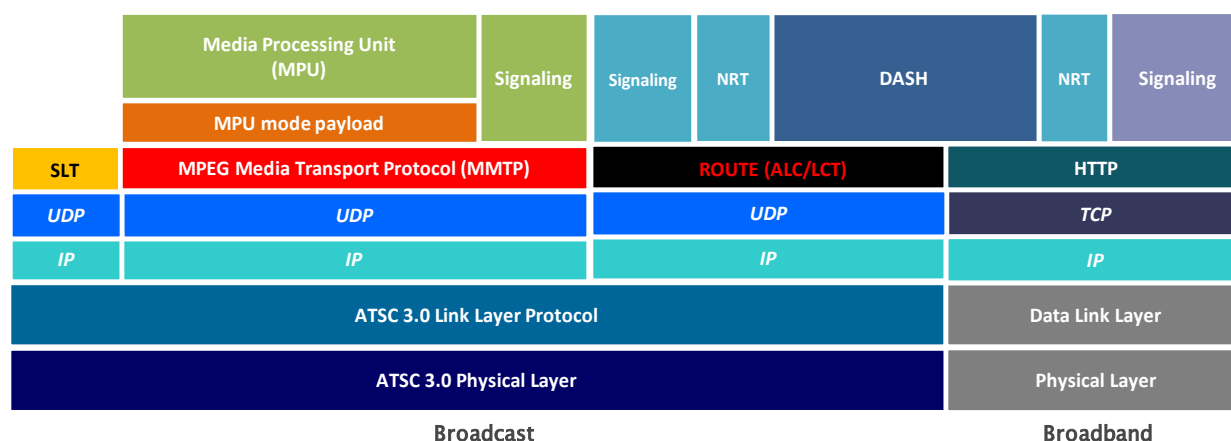 Media Processing Unit
(MPU)
Signaling
Signaling
NRT
DASH
NRT
Signaling
MPU mode payload
SLT
MPEG Media Transport Protocol (MMTP)
ROUTE (ALC/LCT)
HTTP
UDP
UDP
UDP
TCP
IP
IP
IP
IP
ATSC 3.0 Link Layer Protocol
Data Link Layer
ATSC 3.0 Physical Layer
Physical Layer
Broadcast
Broadband